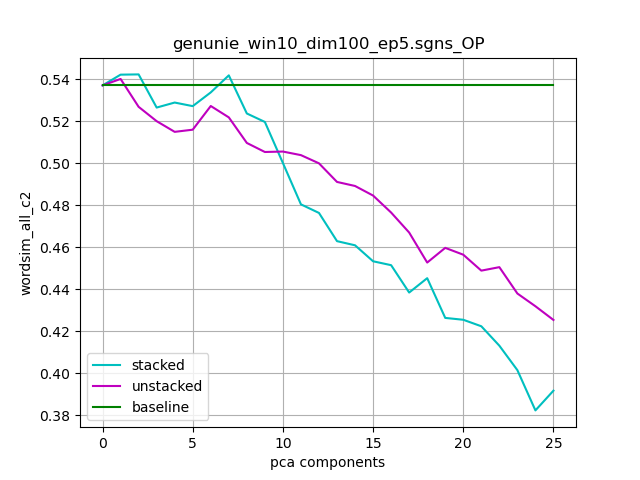 genunie_win10_dim100_ep5.sgns_OP
wordsim_all_c2
0.54
0.52
0.50
0.48
0.46
0.44
0.42
0.40
0.38
stacked
unstacked
baseline
0 5 10 15 20 25
pca components